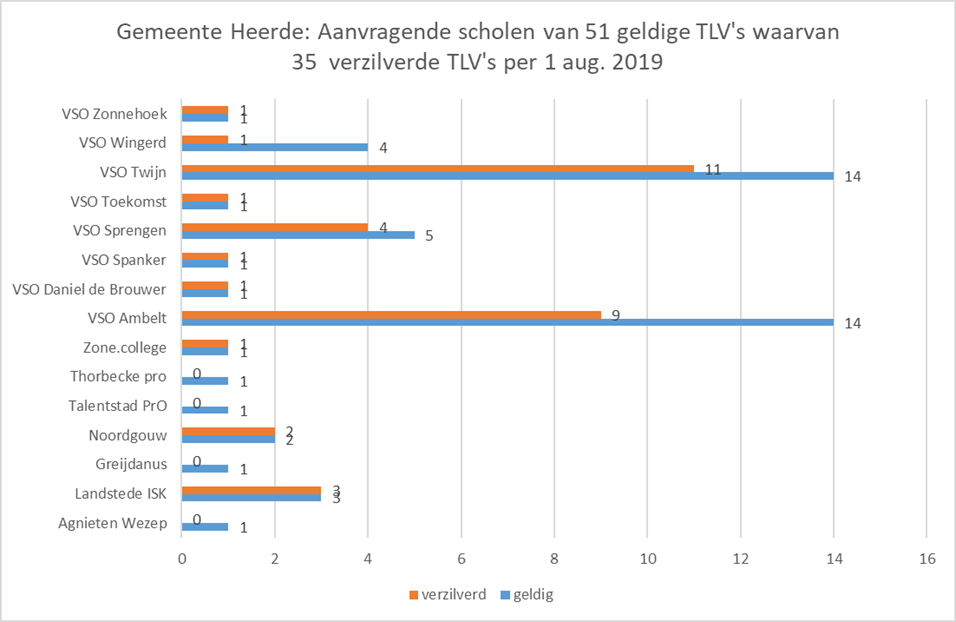 Gemeente Heerde: Aanvragende scholen van 51 geldige TLV's waarvan
35 verzilverde TLV's per 1 aug. 2019
VSO Zonnehoek 1 1
VSO Wingerd 1 4
VSO Twijn 11 14
VSO Toekomst 1 1
VSO Sprengen 4 5
VSO Spanker 1 1
VSO Daniel de Brouwer 1 1
VSO Ambelt 9 14
Zone.college 1 1
Thorbecke pro 0 1
Talentstad PrO 0 1
Noordgouw 2 2
Greijdanus 0 1
Landstede ISK 3 3
Agnieten Wezep 0 1
0 2 4 6 8 10 12 14 16
verzilverd geldig